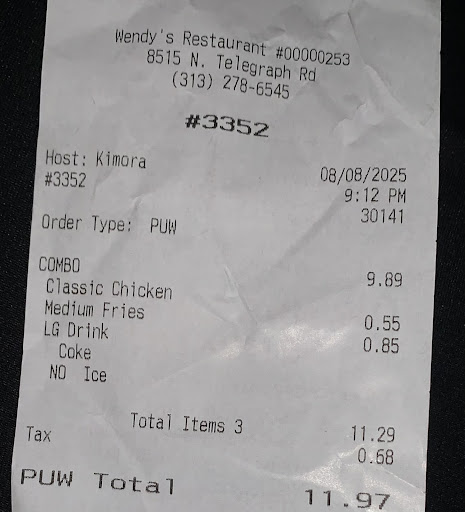 Wendy's Restaurant #00000253
8515 N. Telegraph Rd
(313) 278-6545
#3352
Host: Kimora 08/08/2025
#3352 9:12 PM
30141
Order Type: PUW
COMBO 9.89
Classic Chicken
Medium Fries 0.55
LG Drink 0.85
Coke
NO Ice
Total Items 3 11.29
Tax 0.68
PUW Total 11.97